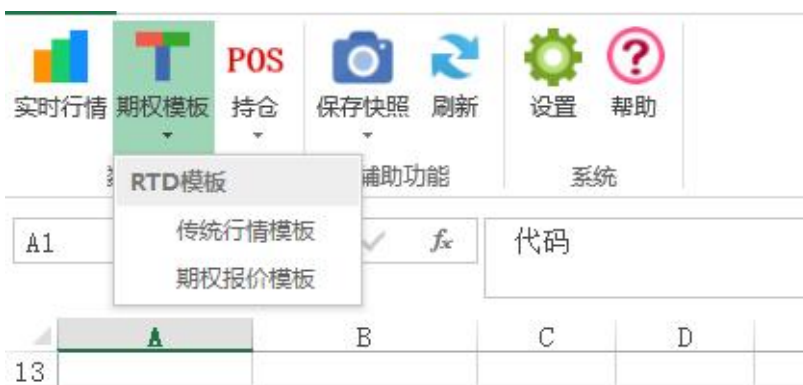 POS
实时行情 期权模板 持仓 保存快照 刷新 设置 帮助
RTD模板 辅助功能 系统
传统行情模板
期权报价模板
A1 fx 代码
A B C D
13